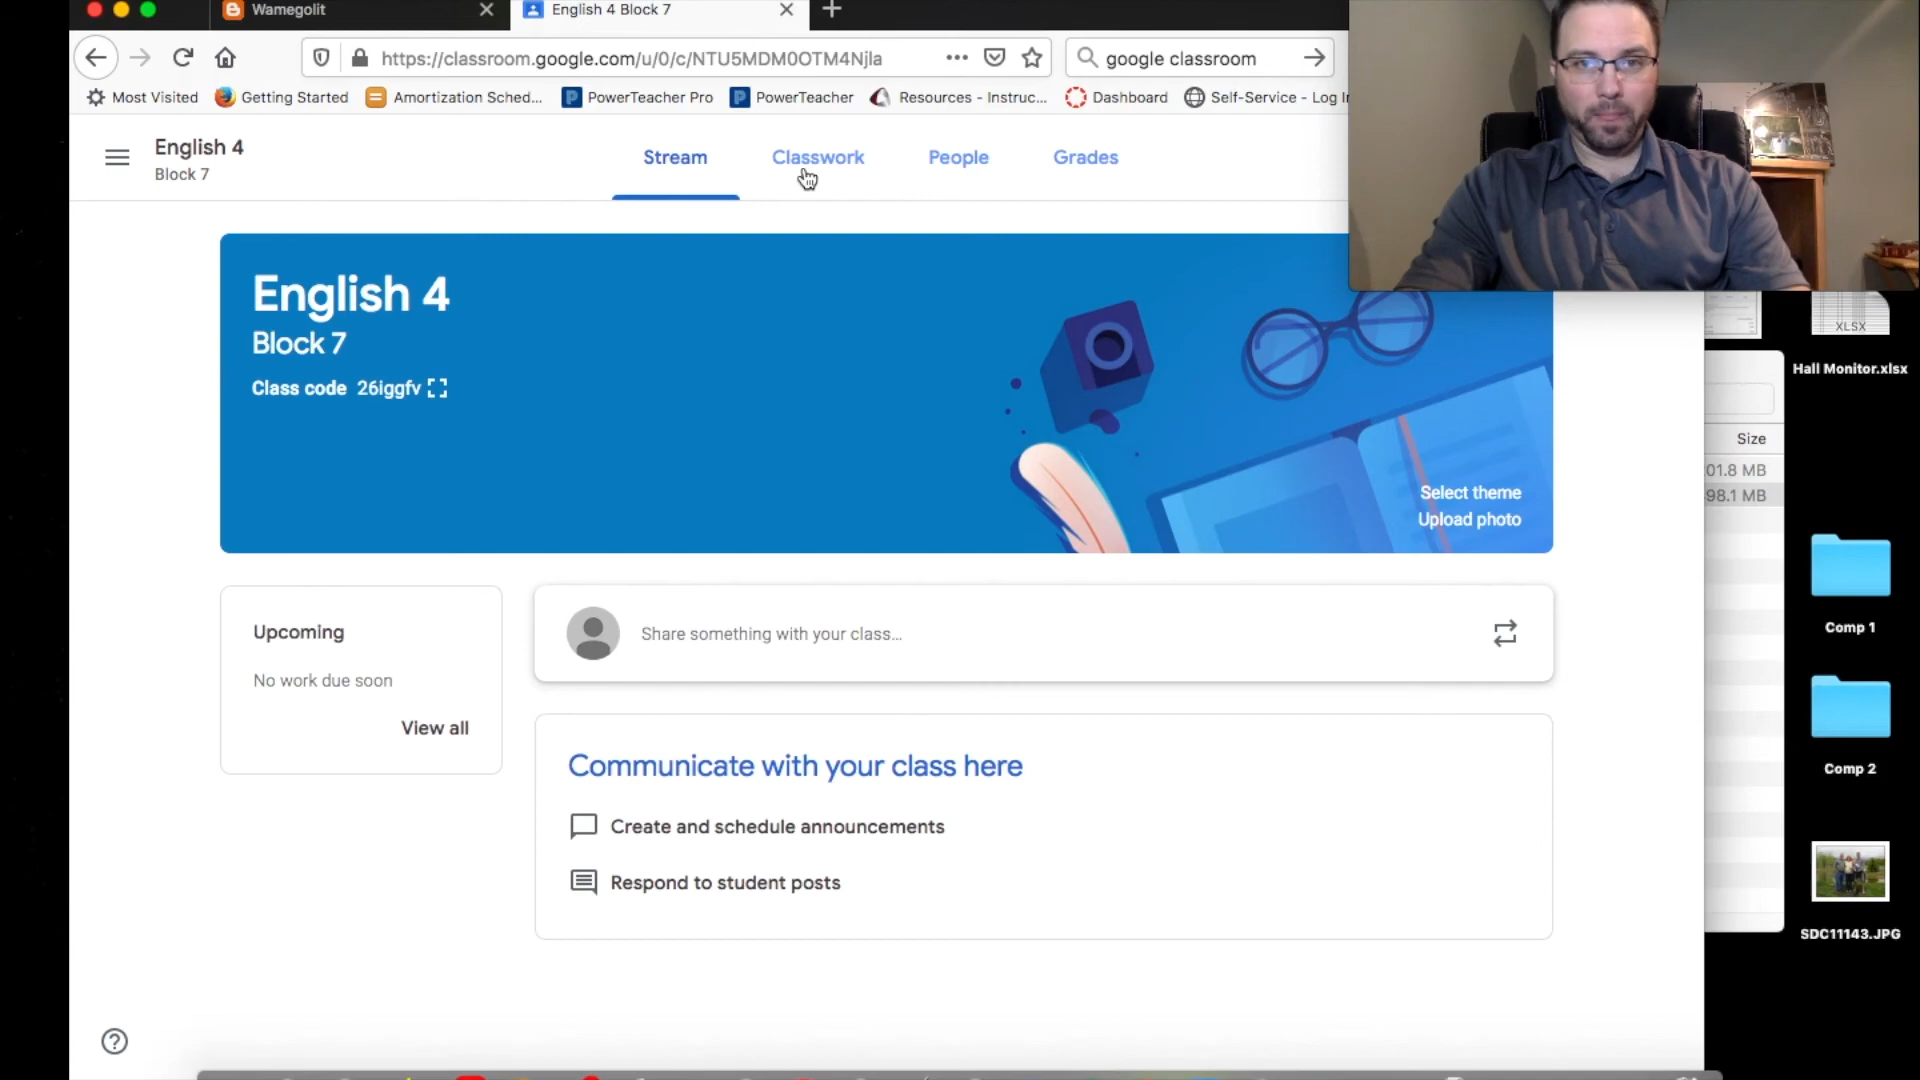 Wamegolit
English 4 Block 7
https://classroom.google.com/u/0/c/NTU5MDM0OTM4Njla
google classroom
Most Visited
Getting Started
Amortization Sched...
PowerTeacher Pro
PowerTeacher
Resources - Instruc...
Dashboard
Self-Service - Log I
English 4
Block 7
Stream
Classwork
People
Grades
English 4
Block 7
Class code 26iggfv
Select theme
Upload photo
Upcoming
No work due soon
View all
Share something with your class...
Communicate with your class here
Create and schedule announcements
Respond to student posts
XLSX
Hall Monitor.xlsx
Size
01.8 MB
98.1 MB
Comp 1
Comp 2
SDC11143.JPG